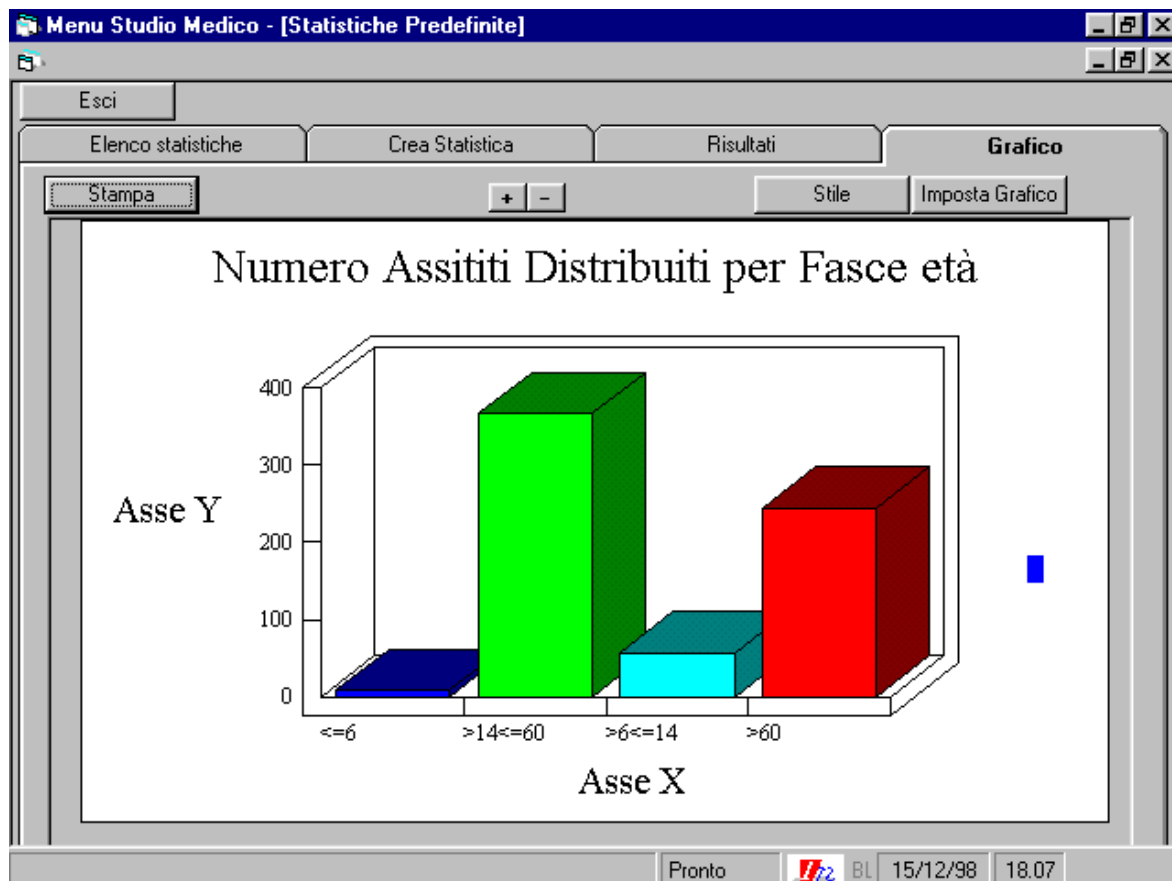 Menu Studio Medico - [Statistiche Predefinite]
Esci
Elenco statistiche Crea Statistica Risultati Grafico
Stampa + - Stile Imposta Grafico
Numero Assititi Distribuiti per Fasce età
400
300
Asse Y
200
100
0
<=6 >14<=60 >6<=14 >60
Asse X
Pronto BL 15/12/98 18.07